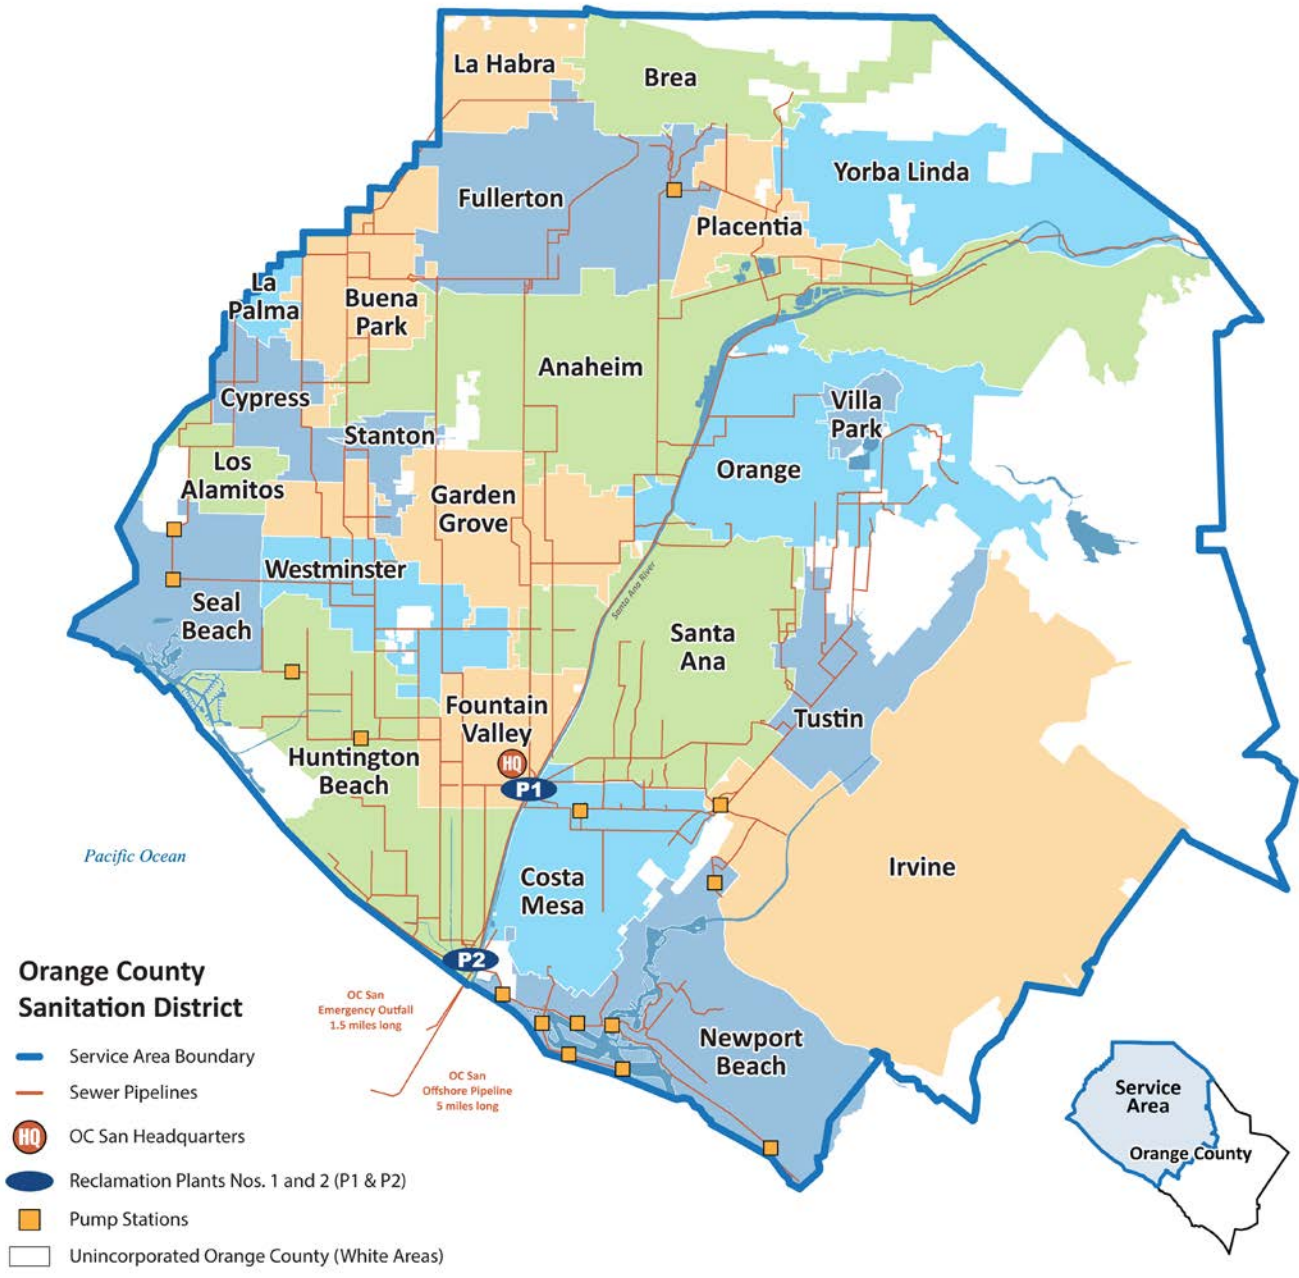 La Habra
Brea
Yorba Linda
Fullerton
Placentia
La
Palma
Buena
Park
Anaheim
Cypress
Villa
Park
Stanton
Orange
Los
Alamitos
Garden
Grove
Westminster
Seal
Beach
Santa Ana River
Santa
Ana
Fountain
Valley
HQ
P1
Tustin
Huntington
Beach
Pacific Ocean
Costa
Mesa
Irvine
P2
Newport
Beach
OC San
Emergency Outfall
1.5 miles long
OC San
Offshore Pipeline
5 miles long
Orange County
Sanitation District
Service Area Boundary
Sewer Pipelines
HQ OC San Headquarters
Reclamation Plants Nos. 1 and 2 (P1 & P2)
Pump Stations
Unincorporated Orange County (White Areas)
Service
Area
Orange County